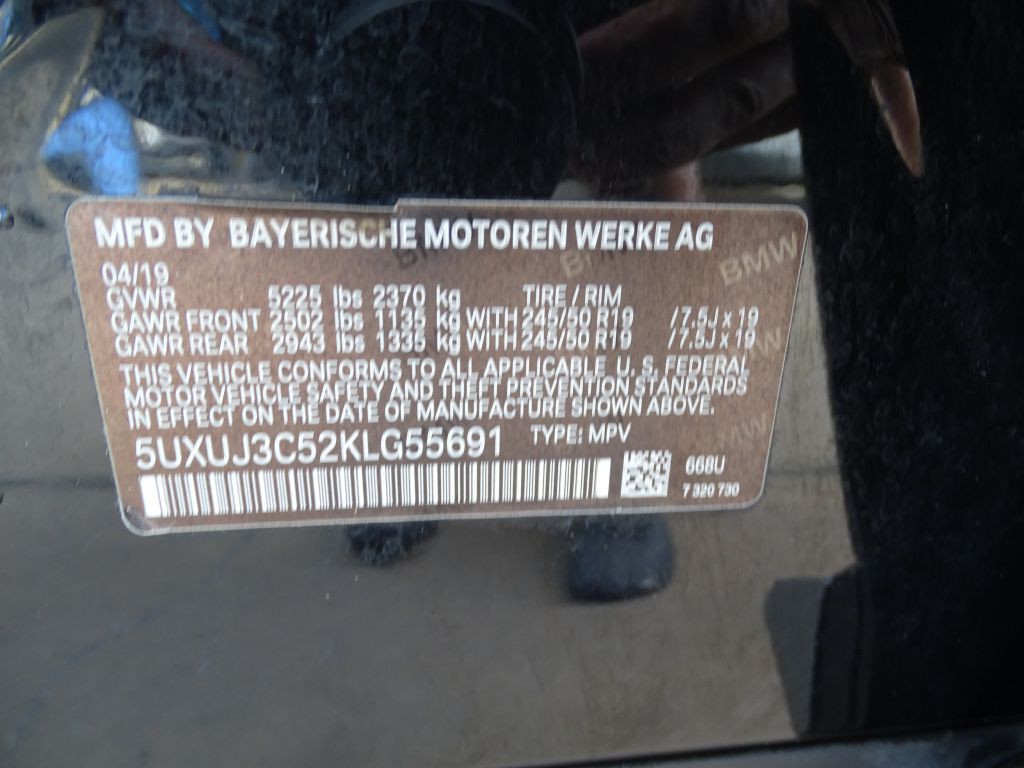 MFD BY BAYERISCHE MOTOREN WERKE AG
04/19
GVWR 5225 lbs 2370 kg TIRE / RIM
GAWR FRONT 2502 lbs 1135 kg WITH 245/50 R19 / 7.5J x 19
GAWR REAR 2943 lbs 1335 kg WITH 245/50 R19 / 7.5J x 19
THIS VEHICLE CONFORMS TO ALL APPLICABLE U. S. FEDERAL
MOTOR VEHICLE SAFETY AND THEFT PREVENTION STANDARDS
IN EFFECT ON THE DATE OF MANUFACTURE SHOWN ABOVE.
5UXUJ3C52KLG55691 TYPE: MPV
668U
7 320 730
BMW